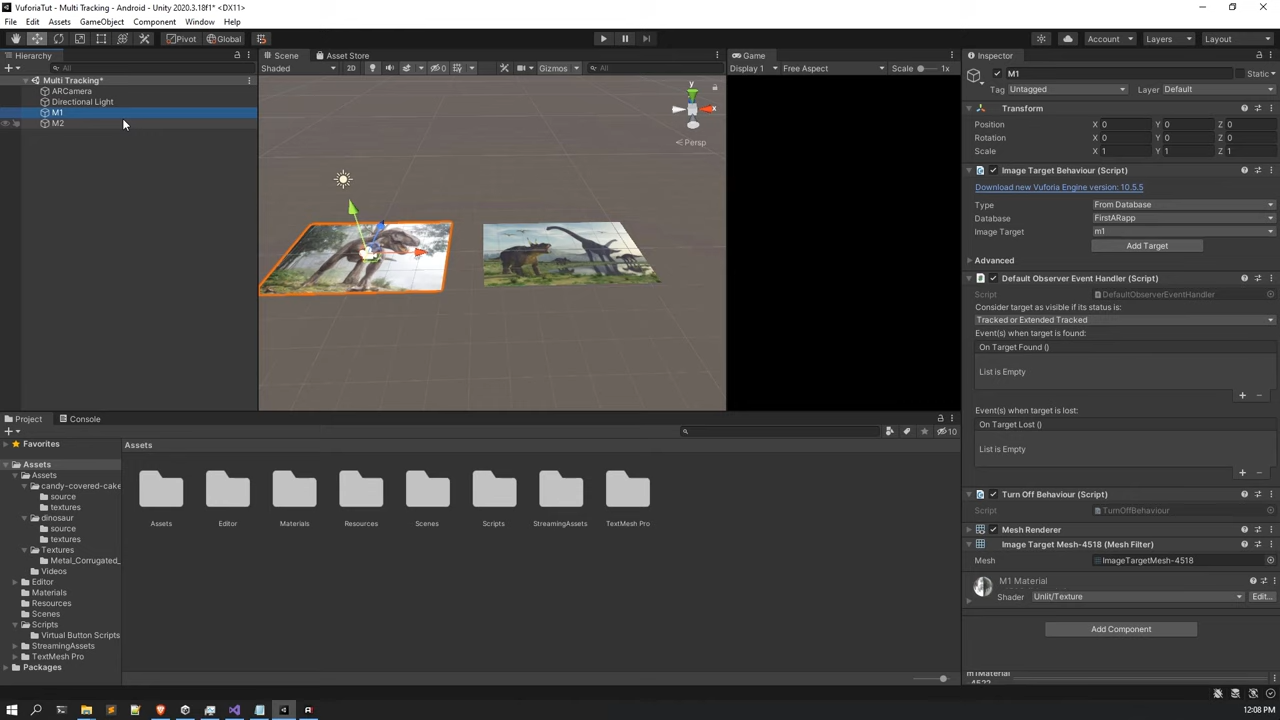 VuforiaTut - Multi Tracking - Android - Unity 2020.3.18f1* <DX11>
File Edit Assets GameObject Component Window Help
Pivot Global Account Layers Layout
Hierarchy
All
Multi Tracking*
ARCamera
Directional Light
M1
M2
Scene Asset Store
Shaded 2D 0 Gizmos All
y
x
Persp
Game
Display 1 Free Aspect Scale 1x
Inspector
M1 Static
Tag Untagged Layer Default
Transform
Position X 0 Y 0 Z 0
Rotation X 0 Y 0 Z 0
Scale X 1 Y 1 Z 1
Image Target Behaviour (Script)
Download new Vuforia Engine version: 10.5.5
Type From Database
Database FirstARapp
Image Target m1
Add Target
Advanced
Default Observer Event Handler (Script)
Script DefaultObserverEventHandler
Consider target as visible if its status is:
Tracked or Extended Tracked
Event(s) when target is found:
On Target Found ()
List is Empty
Event(s) when target is lost:
On Target Lost ()
List is Empty
Turn Off Behaviour (Script)
Script TurnOffBehaviour
Mesh Renderer
Image Target Mesh-4518 (Mesh Filter)
Mesh ImageTargetMesh-4518
M1 Material
Shader Unlit/Texture Edit...
Add Component
m1Material
Project Console
10
Favorites
Assets
Assets
candy-covered-cake
source
textures
dinosaur
source
textures
Textures
Metal_Corrugated_
Videos
Editor
Materials
Resources
Scenes
Scripts
Virtual Button Scripts
StreamingAssets
TextMesh Pro
Packages
Assets
Assets Editor Materials Resources Scenes Scripts StreamingAssets TextMesh Pro
12:08 PM